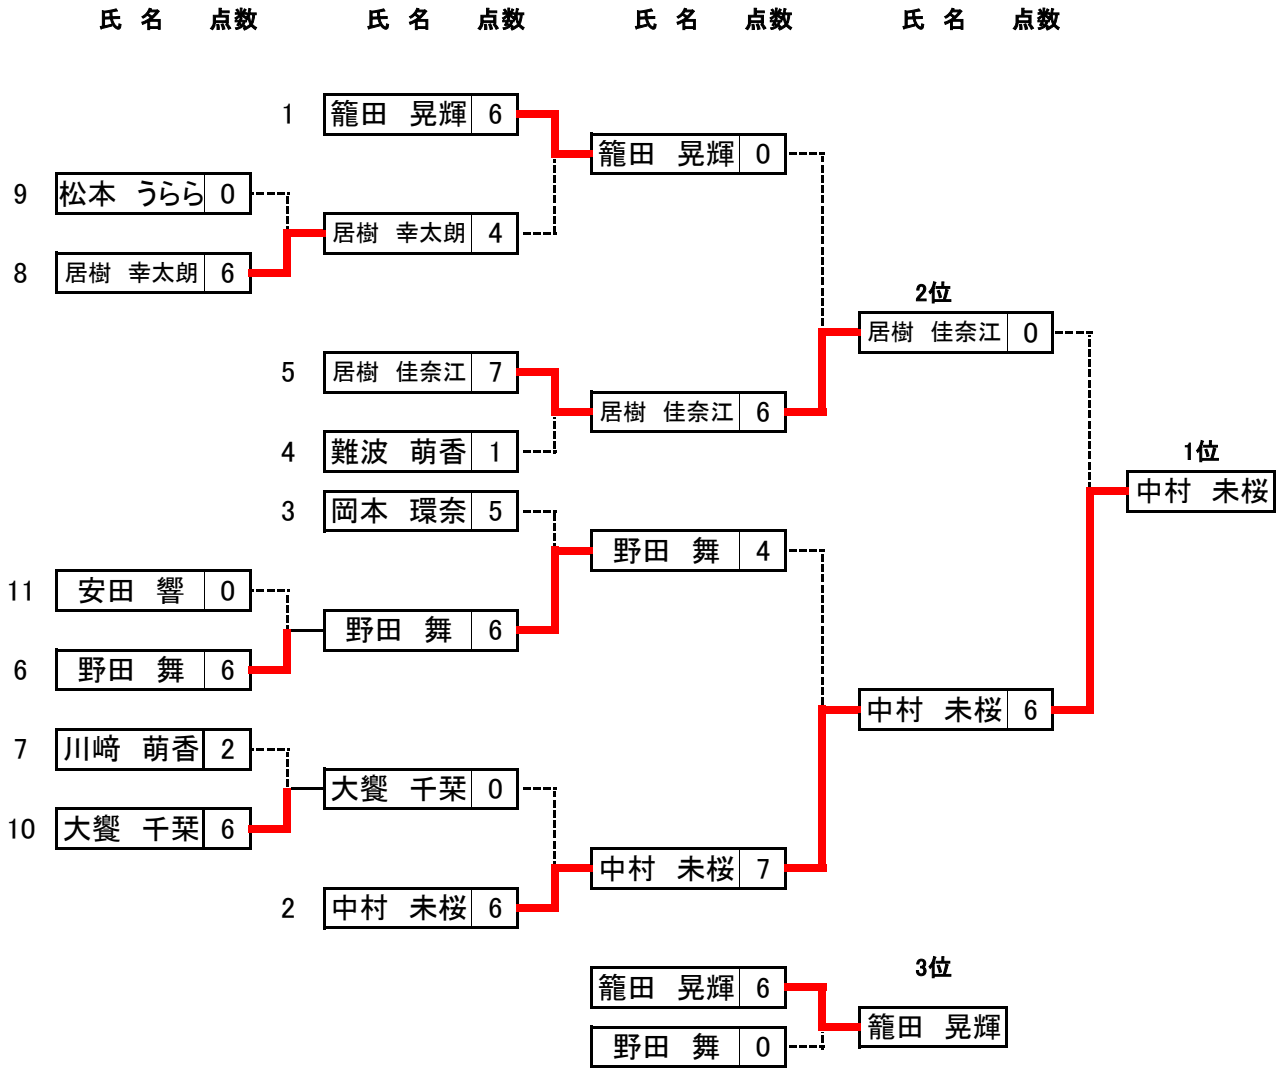 氏 名 点数 氏 名 点数 氏 名 点数 氏 名 点数
1 籠田 晃輝 6
籠田 晃輝 0
9 松本 うらら 0
居樹 幸太朗 4
8 居樹 幸太朗 6
2位
居樹 佳奈江 0
5 居樹 佳奈江 7
居樹 佳奈江 6
4 難波 萌香 1
1位
中村 未桜
3 岡本 環奈 5
野田 舞 4
11 安田 響 0
野田 舞 6
6 野田 舞 6
中村 未桜 6
7 川﨑 萌香 2
大饗 千栞 0
10 大饗 千栞 6
中村 未桜 7
2 中村 未桜 6
3位
籠田 晃輝 6
籠田 晃輝
野田 舞 0